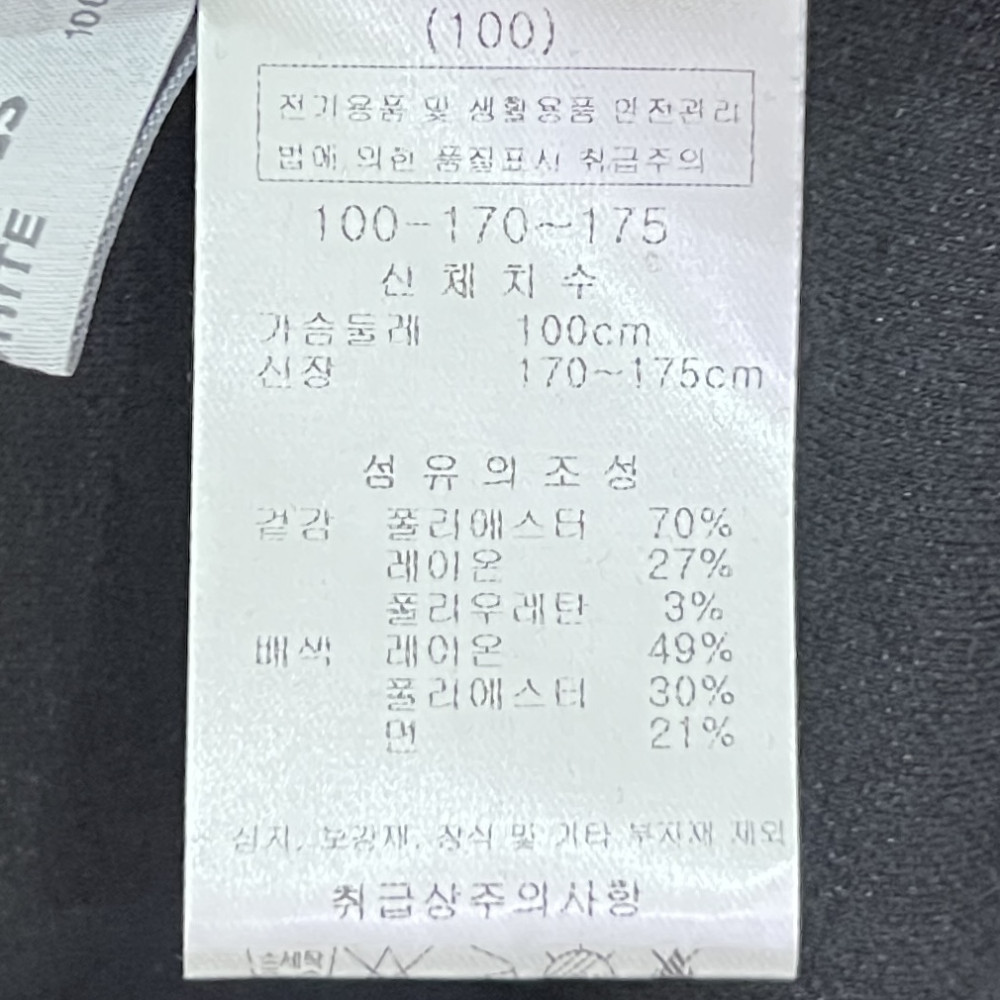 (100)
전기용품 및 생활용품 안전관리
법에 의한 품질표시 취급주의
100-170~175
신체치수
가슴둘레 100cm
신장 170~175cm
섬유의조성
겉감 폴리에스터 70%
레이온 27%
폴리우레탄 3%
배색 레이온 49%
폴리에스터 30%
면 21%
심지, 보강재, 장식 및 기타 부자재 제외
취급상주의사항
손세탁
100